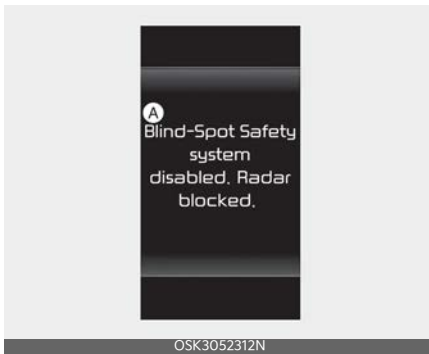 A
Blind-Spot Safety
system
disabled. Radar
blocked.
OSK3052312N